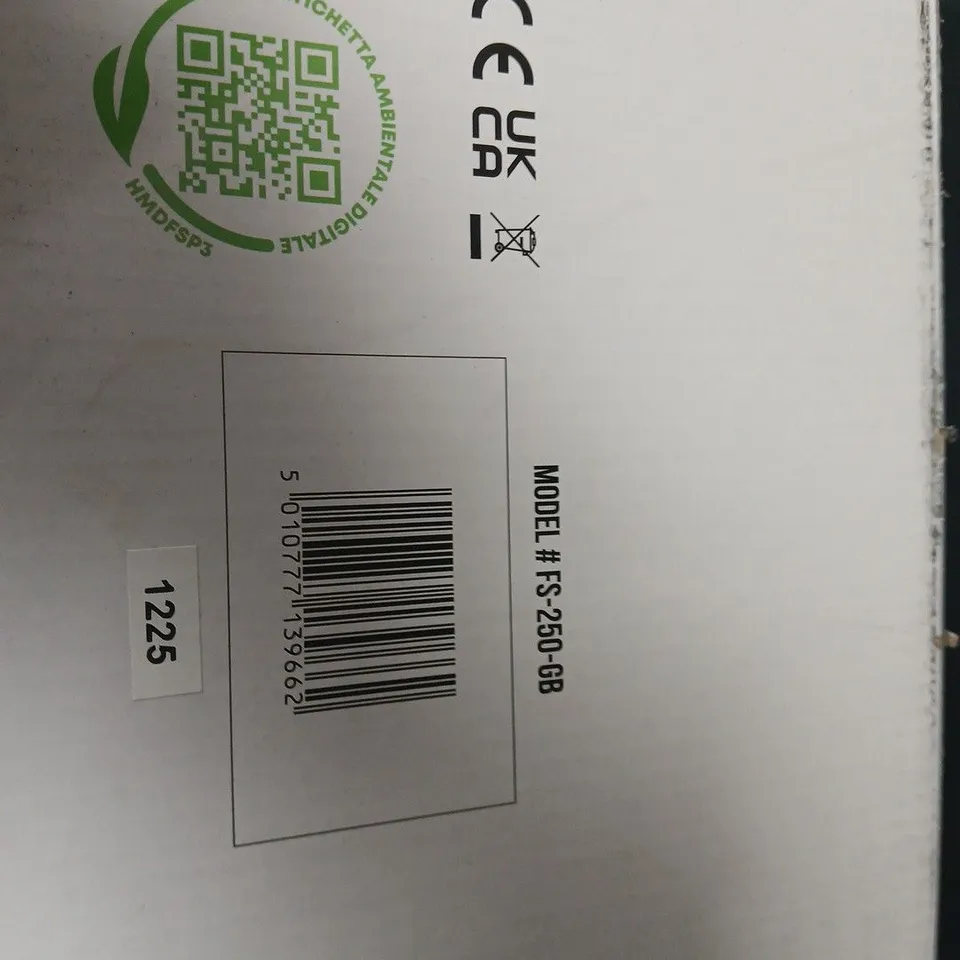 ETICHETTA AMBIENTALE DIGITALE
HMDFSP3
CE
UK
CA
MODEL # FS-250-GB
5 010777 139662
1225